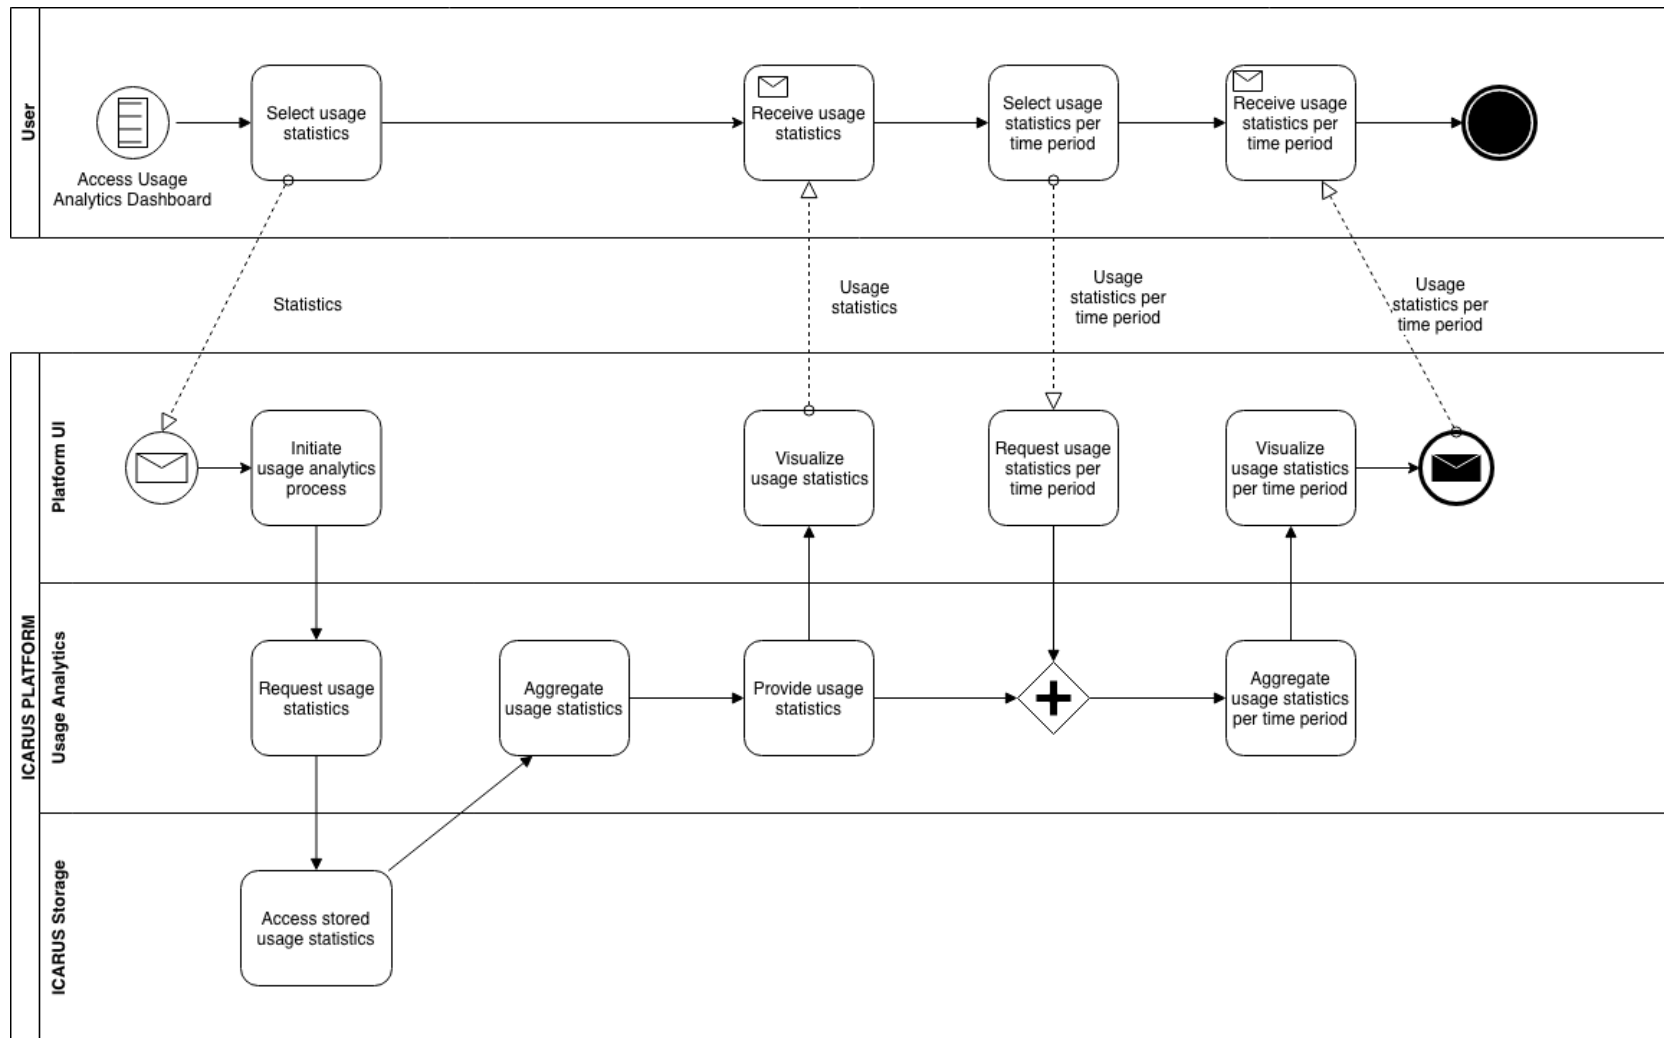 User
Access Usage
Analytics Dashboard
Select usage
statistics
Receive usage
statistics
Select usage
statistics per
time period
Receive usage
statistics per
time period
Statistics
Usage
statistics
Usage
statistics per
time period
Usage
statistics per
time period
ICARUS PLATFORM
Platform UI
Initiate
usage analytics
process
Visualize
usage statistics
Request usage
statistics per
time period
Visualize
usage statistics
per time period
Usage Analytics
Request usage
statistics
Aggregate
usage statistics
Provide usage
statistics
Aggregate
usage statistics
per time period
ICARUS Storage
Access stored
usage statistics